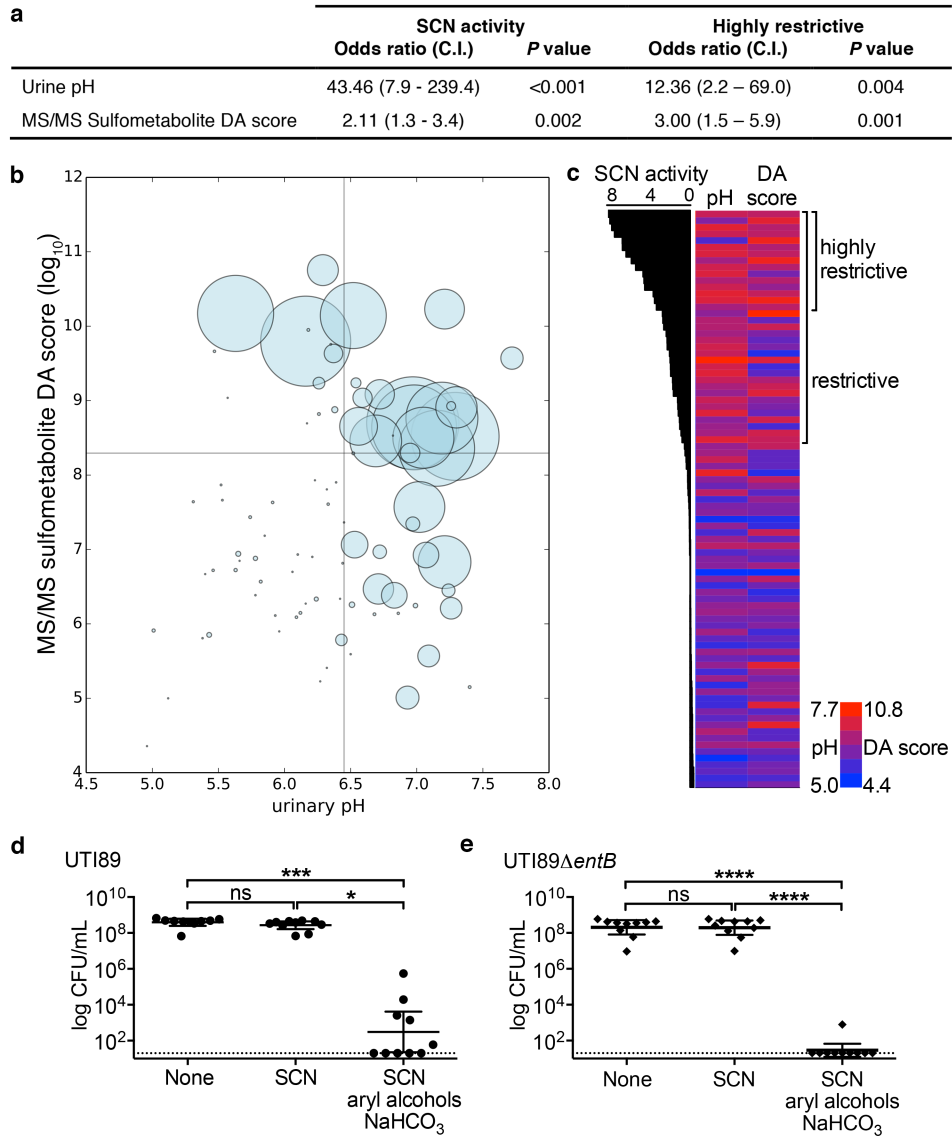 a
SCN activity Highly restrictive
Odds ratio (C.I.) P value Odds ratio (C.I.) P value
Urine pH 43.46 (7.9 - 239.4) <0.001 12.36 (2.2 – 69.0) 0.004
MS/MS Sulfometabolite DA score 2.11 (1.3 - 3.4) 0.002 3.00 (1.5 – 5.9) 0.001
b
MS/MS sulfometabolite DA score (log10)
12
11
10
9
8
7
6
5
4
4.5 5.0 5.5 6.0 6.5 7.0 7.5 8.0
urinary pH
c
SCN activity
8 4 0
pH
DA
score
highly
restrictive
restrictive
7.7 10.8
pH DA score
5.0 4.4
d
UTI89
***
ns *
log CFU/mL
10^10
10^8
10^6
10^4
10^2
None SCN SCN
aryl alcohols
NaHCO3
e
UTI89ΔentB
****
ns ****
log CFU/mL
10^10
10^8
10^6
10^4
10^2
None SCN SCN
aryl alcohols
NaHCO3